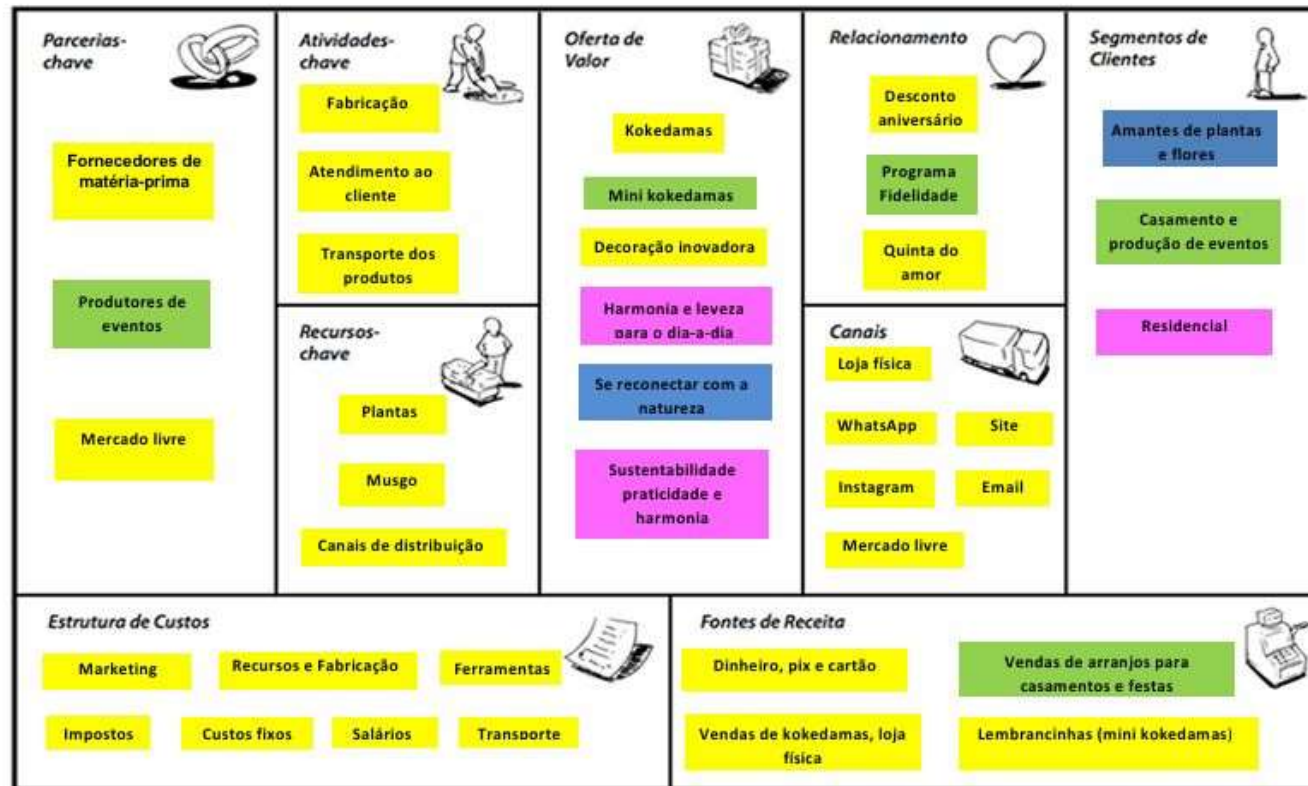 Parcerias-
chave
Fornecedores de
matéria-prima
Produtores de
eventos
Mercado livre
Atividades-
chave
Fabricação
Atendimento ao
cliente
Transporte dos
produtos
Recursos-
chave
Plantas
Musgo
Canais de distribuição
Oferta de
Valor
Kokedamas
Mini kokedamas
Decoração inovadora
Harmonia e leveza
para o dia-a-dia
Se reconectar com a
natureza
Sustentabilidade
praticidade e
harmonia
Relacionamento
Desconto
aniversário
Programa
Fidelidade
Quinta do
amor
Canais
Loja física
WhatsApp
Site
Instagram
Email
Mercado livre
Segmentos de
Clientes
Amantes de plantas
e flores
Casamento e
produção de eventos
Residencial
Estrutura de Custos
Marketing
Recursos e Fabricação
Ferramentas
Impostos
Custos fixos
Salários
Transporte
Fontes de Receita
Dinheiro, pix e cartão
Vendas de arranjos para
casamentos e festas
Vendas de kokedamas, loja
física
Lembrancinhas (mini kokedamas)